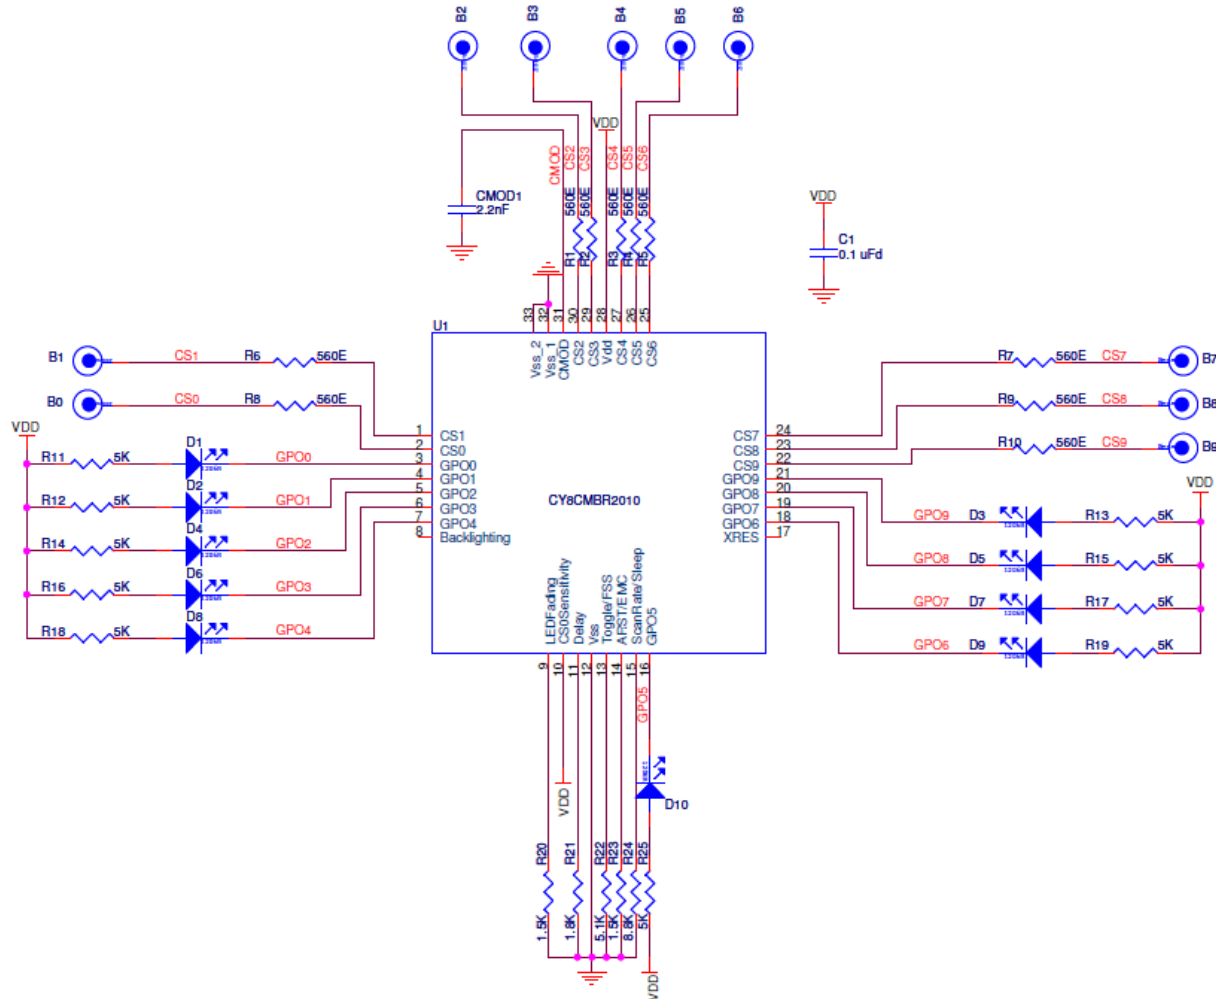 B2
B3
B4
B5
B6
VDD
CMOD
CS2
CS3
CS4
CS5
CS6
CMOD1
2.2nF
560E
560E
560E
560E
560E
R1
R2
R3
R4
R5
VDD
C1
0.1 uFd
U1
33
32
31
30
29
28
27
26
25
Vss_2
Vss_1
CMOD
CS2
CS3
Vdd
CS4
CS5
CS6
B1
CS1
R6
560E
B0
CS0
R8
560E
R7
560E
CS7
B7
R9
560E
CS8
B8
R10
560E
CS9
B9
VDD
R11
5K
D1
GPO0
R12
5K
D2
GPO1
R14
5K
D4
GPO2
R16
5K
D6
GPO3
R18
5K
D8
GPO4
1
CS1
2
CS0
3
GPO0
4
GPO1
5
GPO2
6
GPO3
7
GPO4
8
Backlighting
CY8CMBR2010
CS7
24
CS8
23
CS9
22
GPO9
21
GPO8
20
GPO7
19
GPO6
18
XRES
17
VDD
GPO9
D3
R13
5K
GPO8
D5
R15
5K
GPO7
D7
R17
5K
GPO6
D9
R19
5K
LEDFading
CS0Sensitivity
Delay
Vss
Toggle/FSS
ARST/EMC
ScanRate/Sleep
GPO5
9
10
11
12
13
14
15
16
GPO5
VDD
D10
R20
R21
R22
R23
R24
R25
1.5K
1.8K
5.1K
1.5K
8.8K
5K
VDD